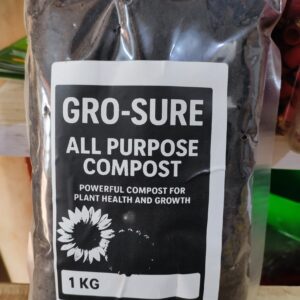 GRO-SURE
ALL PURPOSE
COMPOST
POWERFUL COMPOST FOR
PLANT HEALTH AND GROWTH
1 KG